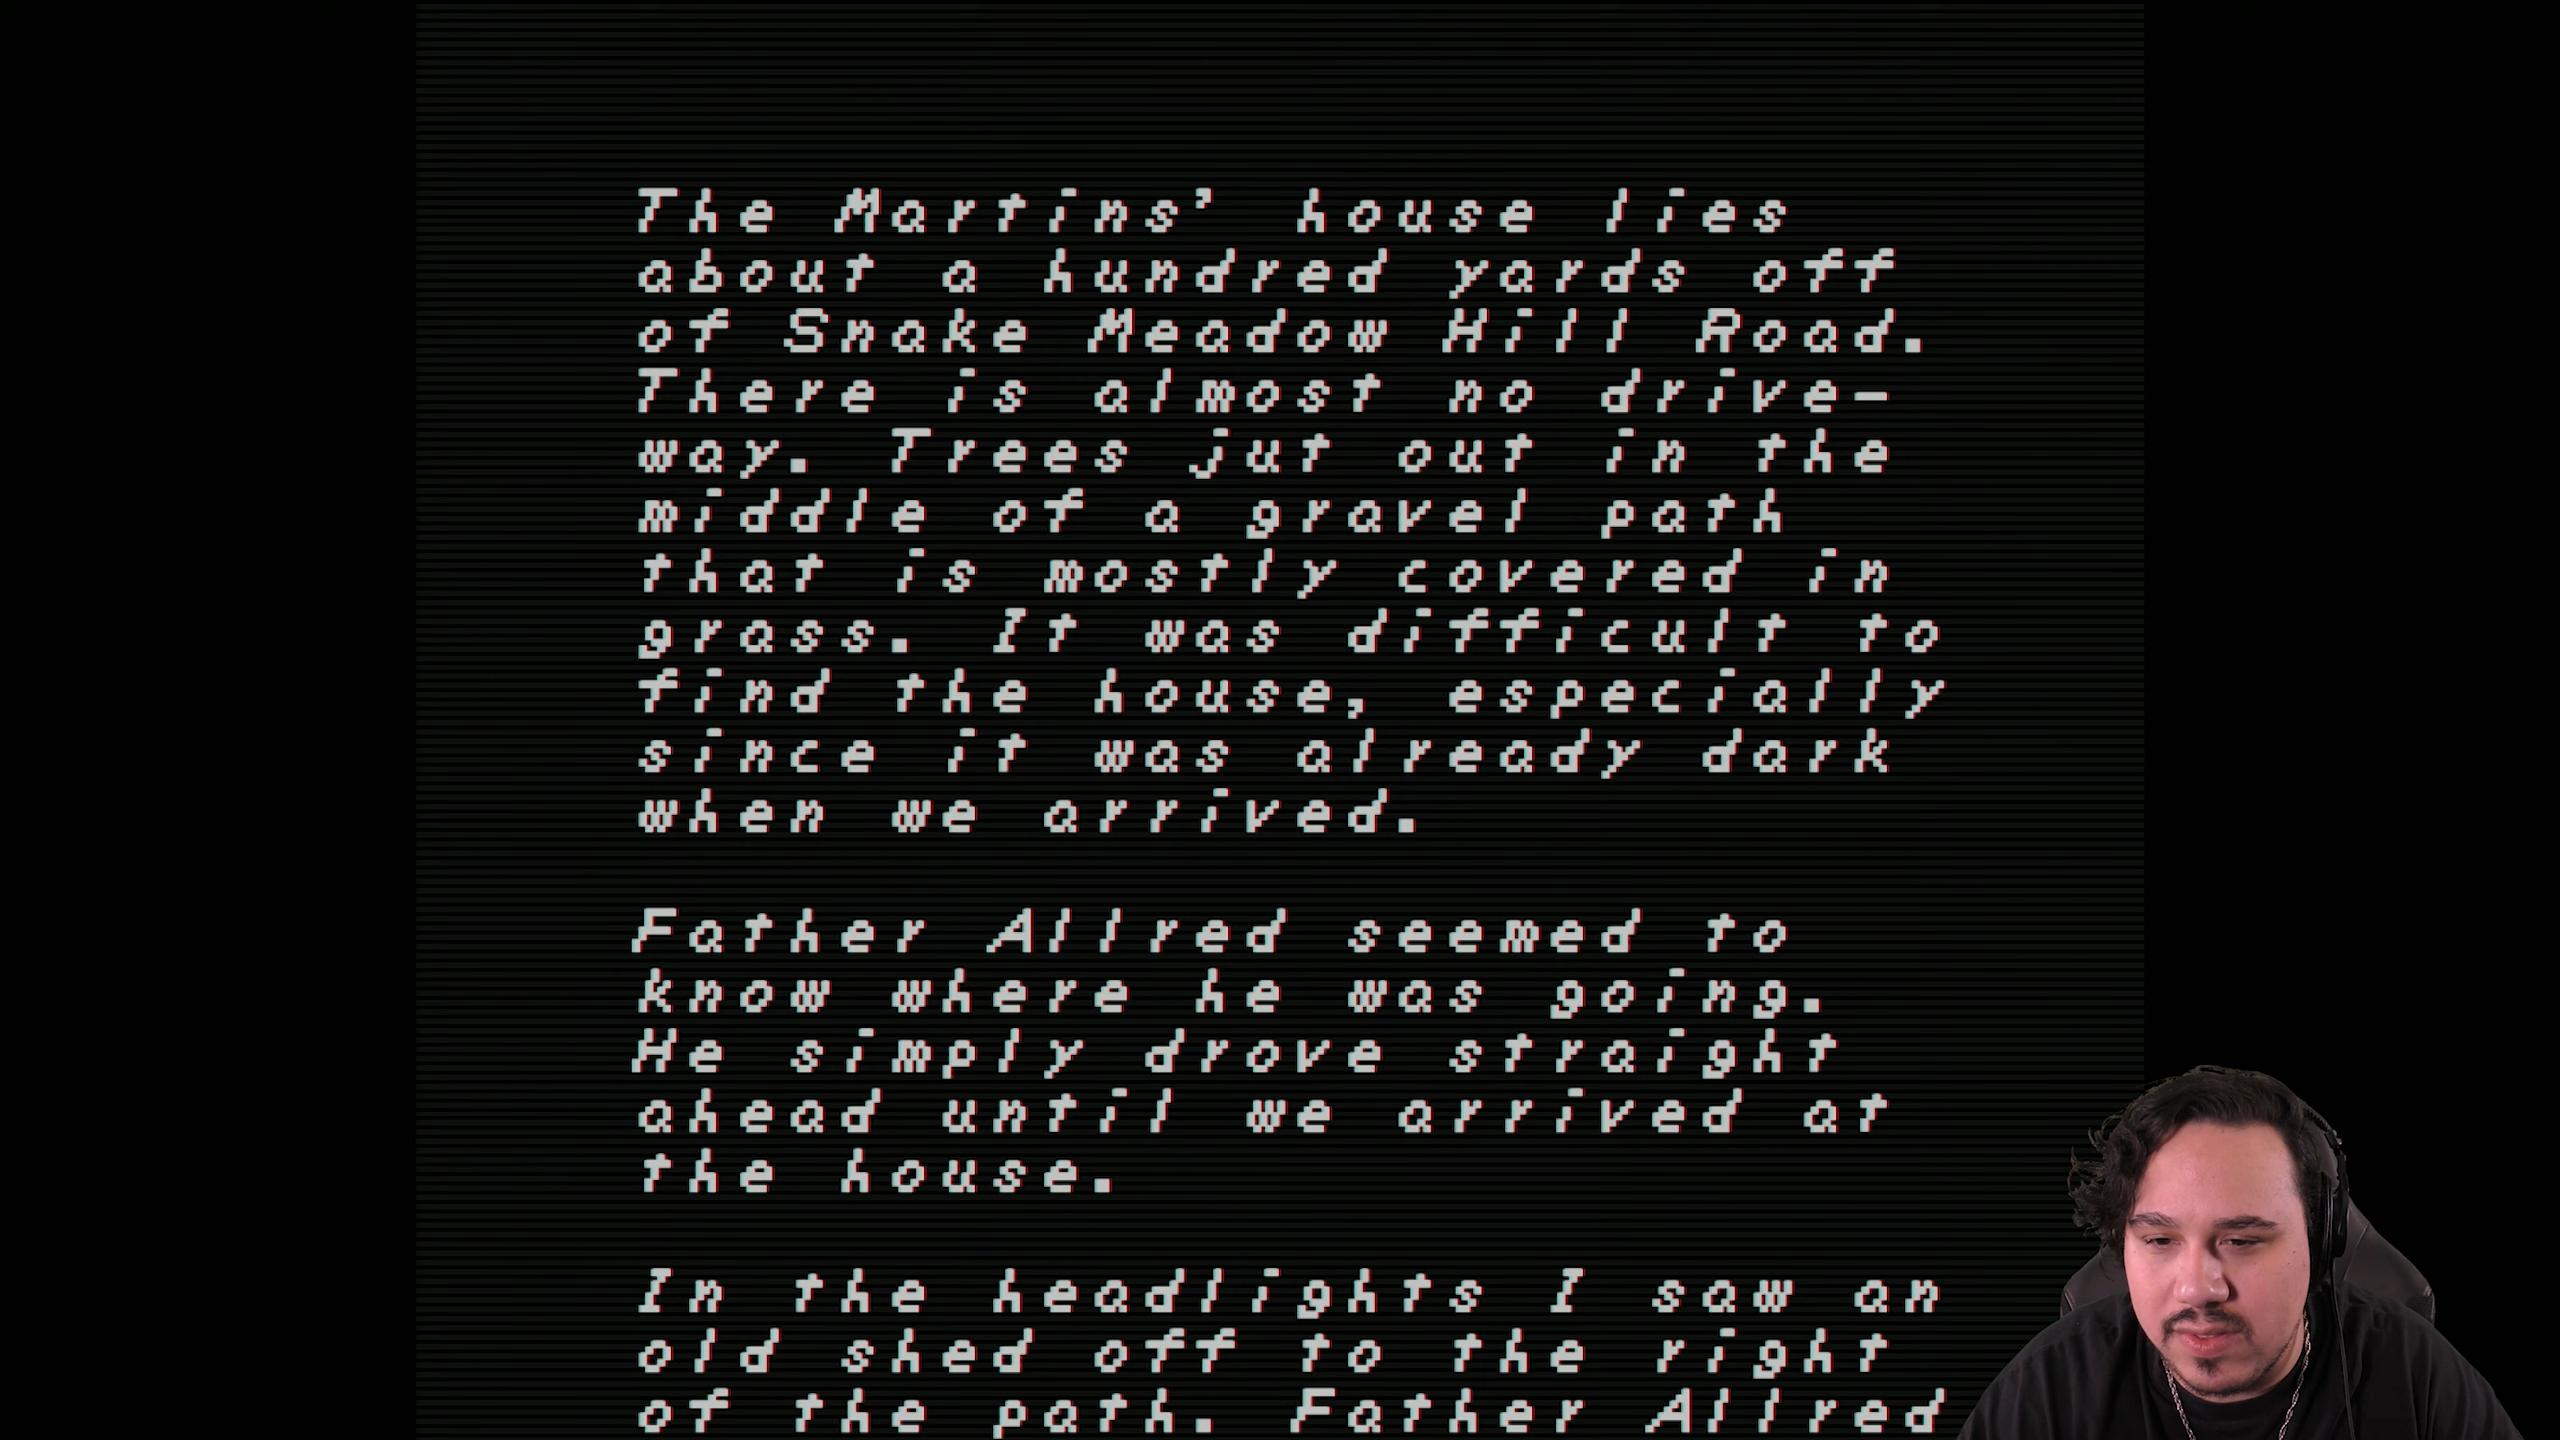 The Martins' house lies
about a hundred yards off
of Snake Meadow Hill Road.
There is almost no drive-
way. Trees jut out in the
middle of a gravel path
that is mostly covered in
grass. It was difficult to
find the house, especially
since it was already dark
when we arrived.
Father Allred seemed to
know where he was going.
He simply drove straight
ahead until we arrived at
the house.
In the headlights I saw an
old shed off to the right
of the path. Father Allred